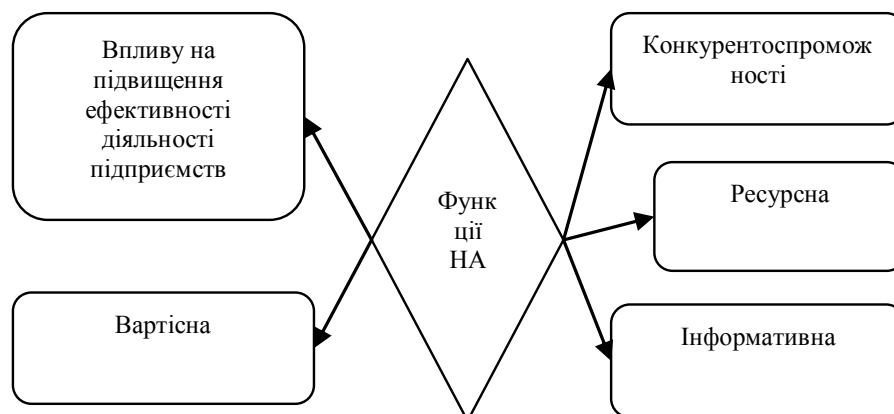 Впливу на
підвищення
ефективності
діяльності
підприємств
Вартісна
Функ
ції
НА
Конкурентоспромож
ності
Ресурсна
Інформативна